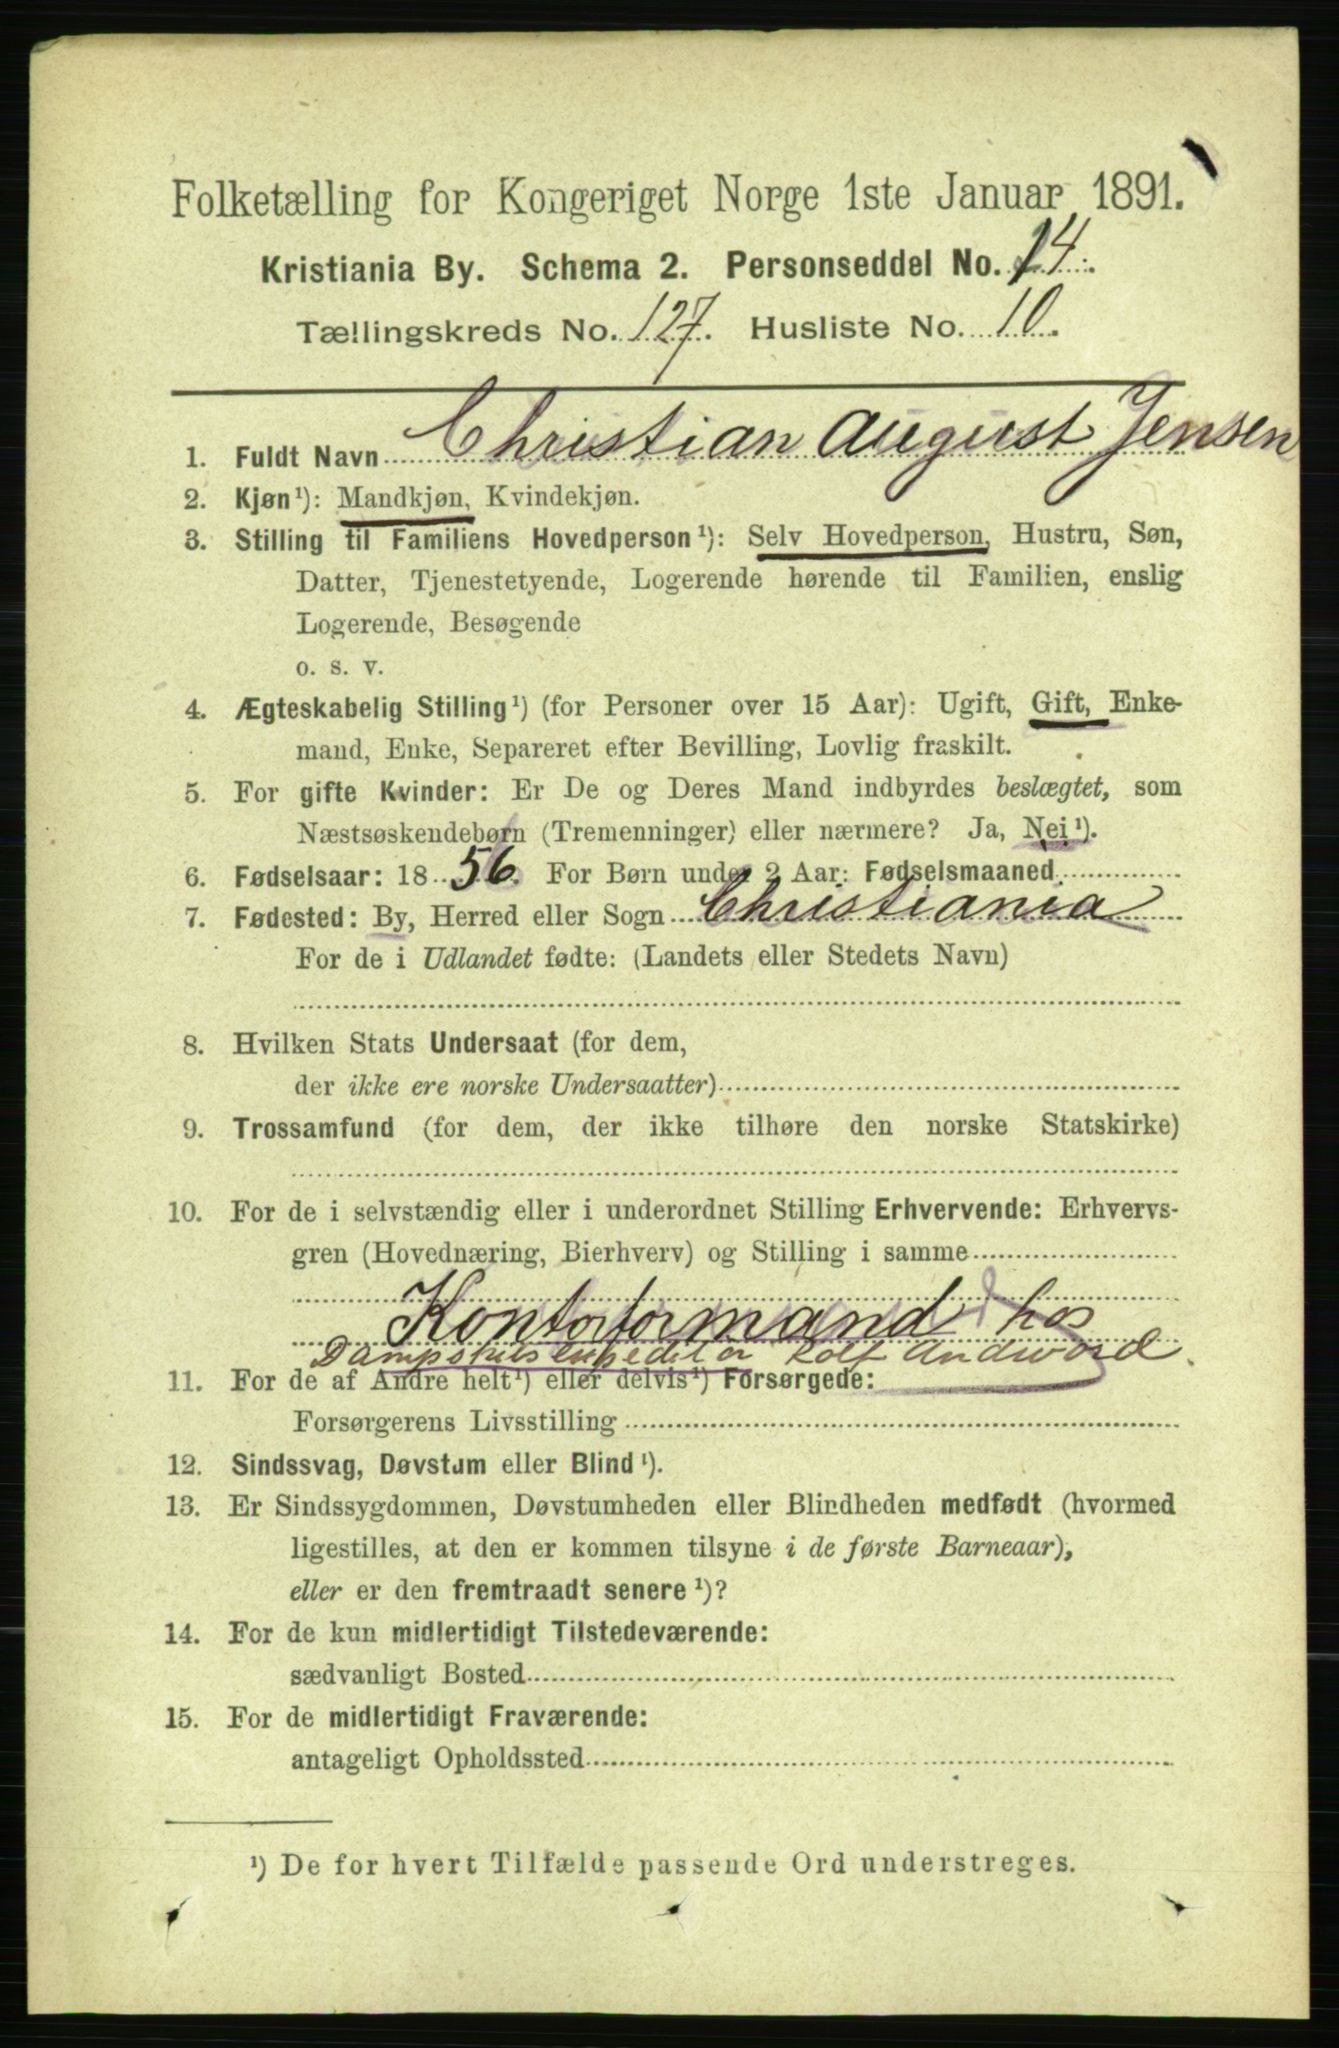 Folketælling for Kongeriget Norge 1ste Januar 1891.
Kristiania By. Schema 2. Personseddel No. 14.
Tællingskreds No. 127. Husliste No. 10.
1. Fuldt Navn Christian August Jensen
2. Kjøn¹): Mandkjøn, Kvindekjøn.
3. Stilling til Familiens Hovedperson¹): Selv Hovedperson, Hustru, Søn,
Datter, Tjenestetyende, Logerende hørende til Familien, enslig
Logerende, Besøgende
o. s. v.
4. Ægteskabelig Stilling¹) (for Personer over 15 Aar): Ugift, Gift, Enke-
mand, Enke, Separeret efter Bevilling, Lovlig fraskilt.
5. For gifte Kvinder: Er De og Deres Mand indbyrdes beslægtet, som
Næstsøskendebørn (Tremenninger) eller nærmere? Ja, Nei¹).
6. Fødselsaar: 1856. For Børn under 2 Aar: Fødselsmaaned
7. Fødested: By, Herred eller Sogn Christiania
For de i Udlandet fødte: (Landets eller Stedets Navn)
8. Hvilken Stats Undersaat (for dem,
der ikke ere norske Undersaatter)
9. Trossamfund (for dem, der ikke tilhøre den norske Statskirke)
10. For de i selvstændig eller i underordnet Stilling Erhvervende: Erhvervs-
gren (Hovednæring, Bierhverv) og Stilling i samme
Kontorformand hos
Dampskibsexpeditør Rolf Andword.
11. For de af Andre helt¹) eller delvis¹) Forsørgede:
Forsørgerens Livsstilling
12. Sindssvag, Døvstum eller Blind¹).
13. Er Sindssygdommen, Døvstumheden eller Blindheden medfødt (hvormed
ligestilles, at den er kommen tilsyne i de første Barneaar),
eller er den fremtraadt senere¹)?
14. For de kun midlertidigt Tilstedeværende:
sædvanligt Bosted
15. For de midlertidigt Fraværende:
antageligt Opholdssted
¹) De for hvert Tilfælde passende Ord understreges.